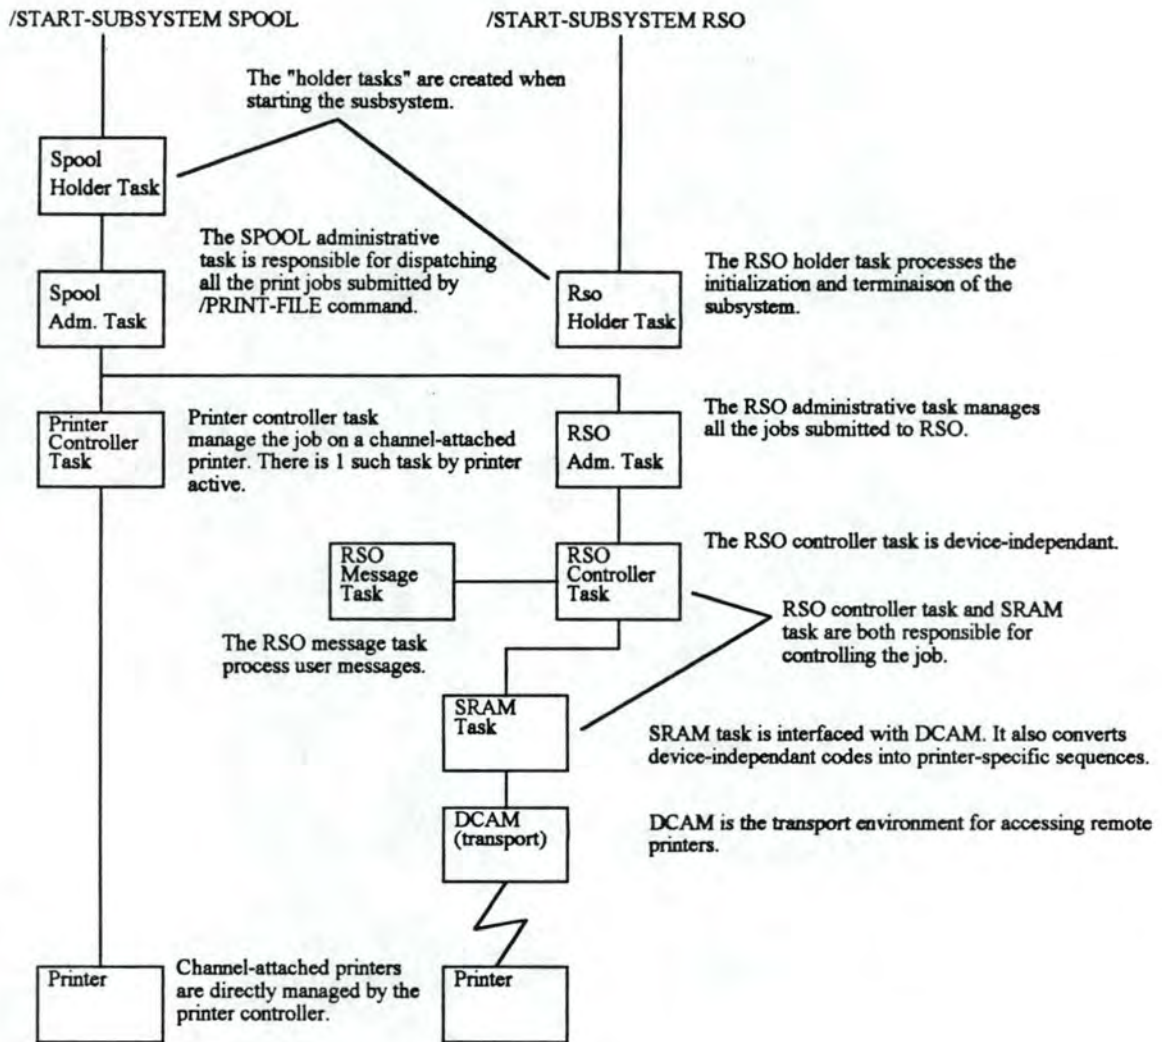 /START-SUBSYSTEM SPOOL
/START-SUBSYSTEM RSO
The "holder tasks" are created when
starting the susbsystem.
Spool
Holder Task
The SPOOL administrative
task is responsible for dispatching
all the print jobs submitted by
/PRINT-FILE command.
Spool
Adm. Task
Rso
Holder Task
The RSO holder task processes the
initialization and terminaison of the
subsystem.
Printer
Controller
Task
Printer controller task
manage the job on a channel-attached
printer. There is 1 such task by printer
active.
RSO
Adm. Task
The RSO administrative task manages
all the jobs submitted to RSO.
RSO
Message
Task
RSO
Controller
Task
The RSO controller task is device-independant.
RSO controller task and SRAM
task are both responsible for
controlling the job.
The RSO message task
process user messages.
SRAM
Task
SRAM task is interfaced with DCAM. It also converts
device-independant codes into printer-specific sequences.
DCAM
(transport)
DCAM is the transport environment for accessing remote
printers.
Printer
Channel-attached printers
are directly managed by the
printer controller.
Printer